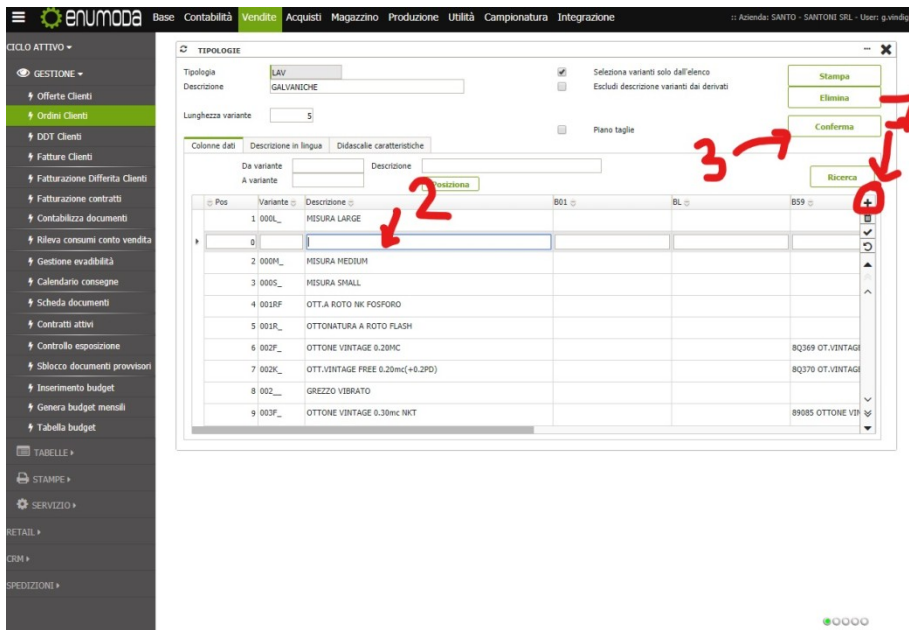 enumoda Base Contabilità Vendite Acquisti Magazzino Produzione Utilità Campionatura Integrazione :: Azienda: SANTO - SANTONI SRL - User: g.vindig
CICLO ATTIVO
GESTIONE
Offerte Clienti
Ordini Clienti
DDT Clienti
Fatture Clienti
Fatturazione Differita Clienti
Fatturazione contratti
Contabilizza documenti
Rileva consumi conto vendita
Gestione evadibilità
Calendario consegne
Scheda documenti
Contratti attivi
Controllo esposizione
Sblocco documenti provvisori
Inserimento budget
Genera budget mensili
Tabella budget
TABELLE
STAMPE
SERVIZIO
RETAIL
CRM
SPEDIZIONI
TIPOLOGIE
Tipologia LAV Seleziona varianti solo dall'elenco Stampa
Descrizione GALVANICHE Escludi descrizione varianti dai derivati Elimina
Lunghezza variante 5 Piano taglie Conferma
3
Colonne dati Descrizione in lingua Didascalie caratteristiche
Da variante Descrizione
A variante Posiziona Ricerca
2
Pos Variante Descrizione B01 BL B59
1 000L_ MISURA LARGE
0
2 000M_ MISURA MEDIUM
3 000S_ MISURA SMALL
4 001RF OTT.A ROTO NK FOSFORO
5 001R_ OTTONATURA A ROTO FLASH
6 002F_ OTTONE VINTAGE 0.20MC 8Q369 OT.VINTAGE
7 002K_ OTT.VINTAGE FREE 0.20mc(+0.2PD) 8Q370 OT.VINTAGE
8 002__ GREZZO VIBRATO
9 003F_ OTTONE VINTAGE 0.30mc NKT 89085 OTTONE VIN